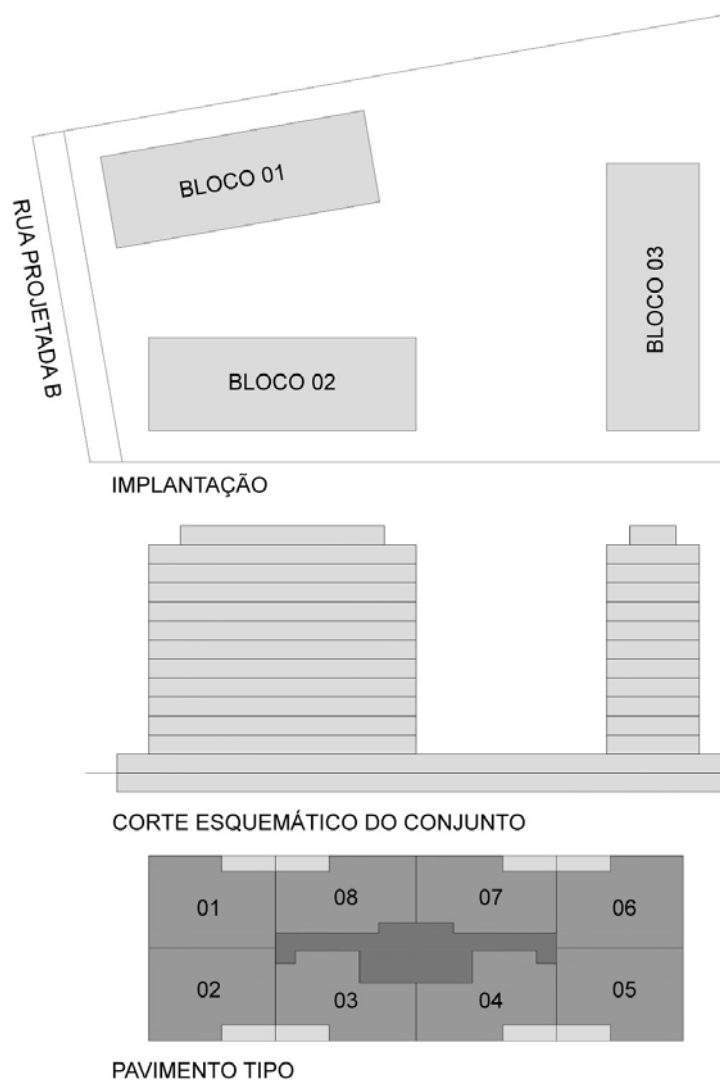 BLOCO 01
RUA PROJETADA B
BLOCO 03
BLOCO 02
IMPLANTAÇÃO
CORTE ESQUEMÁTICO DO CONJUNTO
01
08
07
06
02
03
04
05
PAVIMENTO TIPO